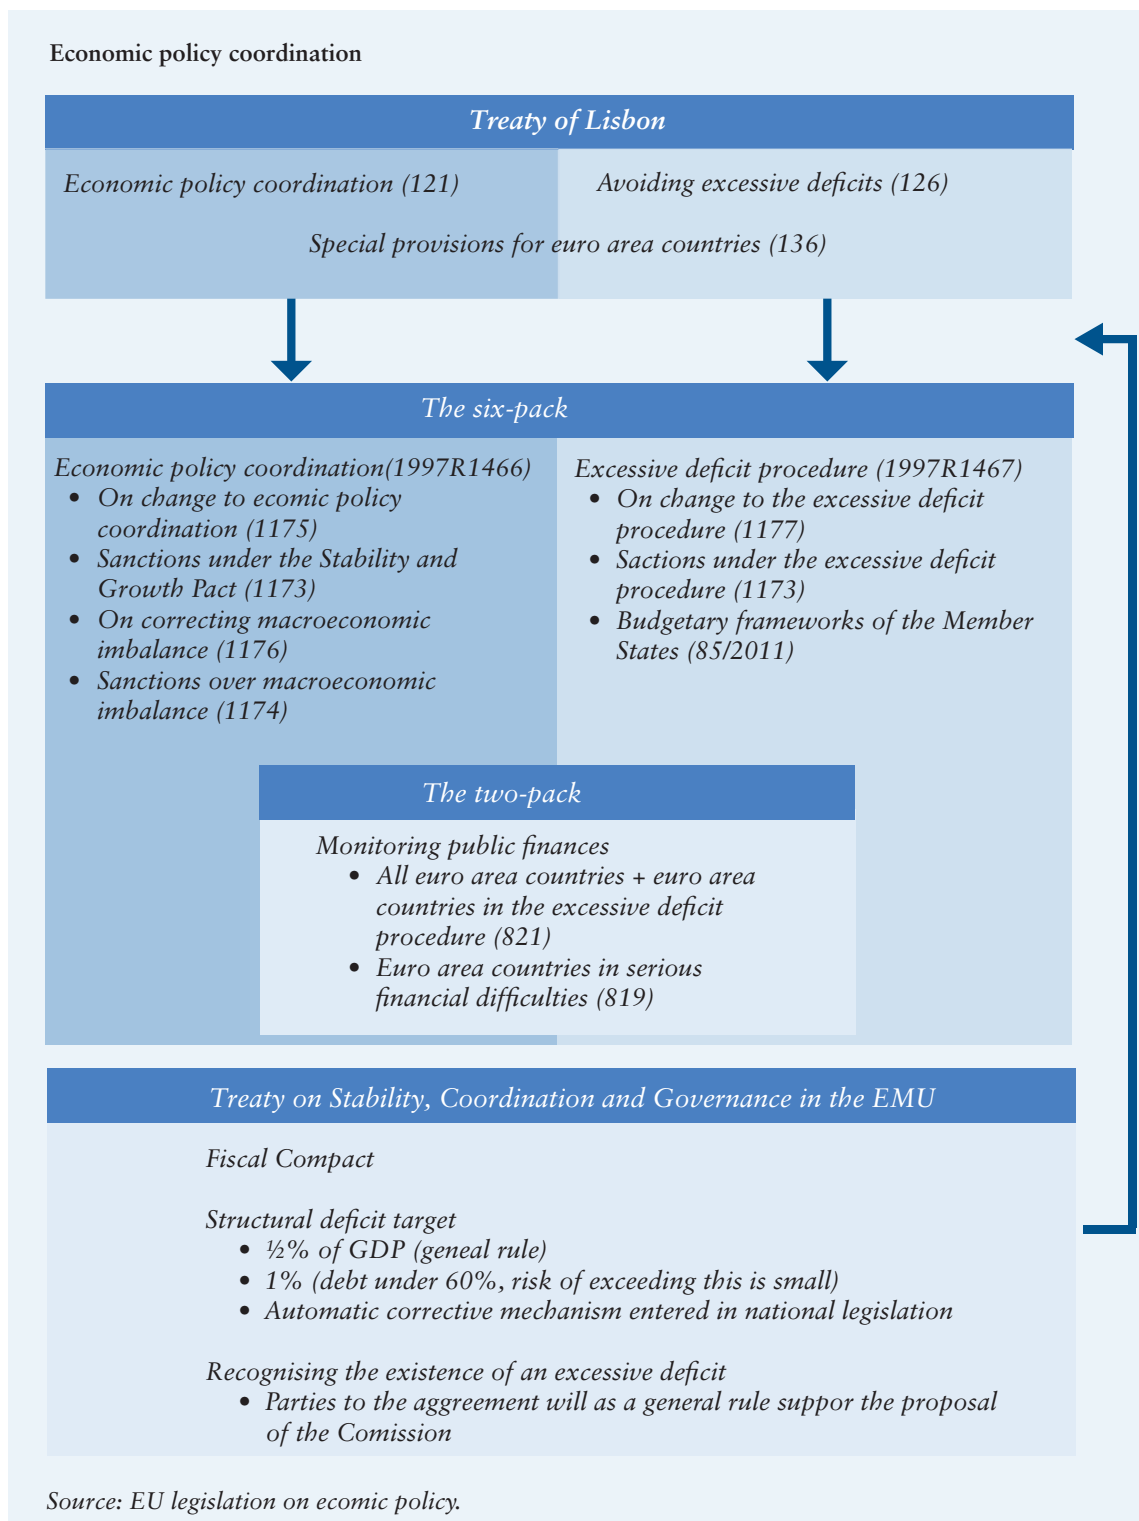 Economic policy coordination
Treaty of Lisbon
Economic policy coordination (121)
Avoiding excessive deficits (126)
Special provisions for euro area countries (136)
The six-pack
Economic policy coordination(1997R1466)
• On change to ecomic policy
coordination (1175)
• Sanctions under the Stability and
Growth Pact (1173)
• On correcting macroeconomic
imbalance (1176)
• Sanctions over macroeconomic
imbalance (1174)
Excessive deficit procedure (1997R1467)
• On change to the excessive deficit
procedure (1177)
• Sactions under the excessive deficit
procedure (1173)
• Budgetary frameworks of the Member
States (85/2011)
The two-pack
Monitoring public finances
• All euro area countries + euro area
countries in the excessive deficit
procedure (821)
• Euro area countries in serious
financial difficulties (819)
Treaty on Stability, Coordination and Governance in the EMU
Fiscal Compact
Structural deficit target
• ½% of GDP (geneal rule)
• 1% (debt under 60%, risk of exceeding this is small)
• Automatic corrective mechanism entered in national legislation
Recognising the existence of an excessive deficit
• Parties to the aggreement will as a general rule suppor the proposal
of the Comission
Source: EU legislation on ecomic policy.